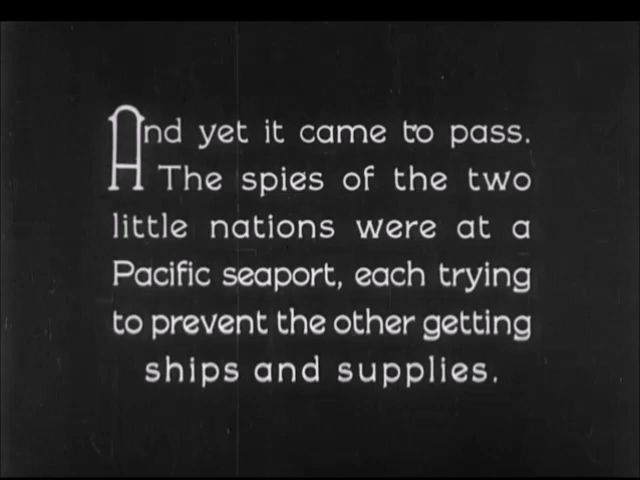 And yet it came to pass.
The spies of the two
little nations were at a
Pacific seaport, each trying
to prevent the other getting
ships and supplies.